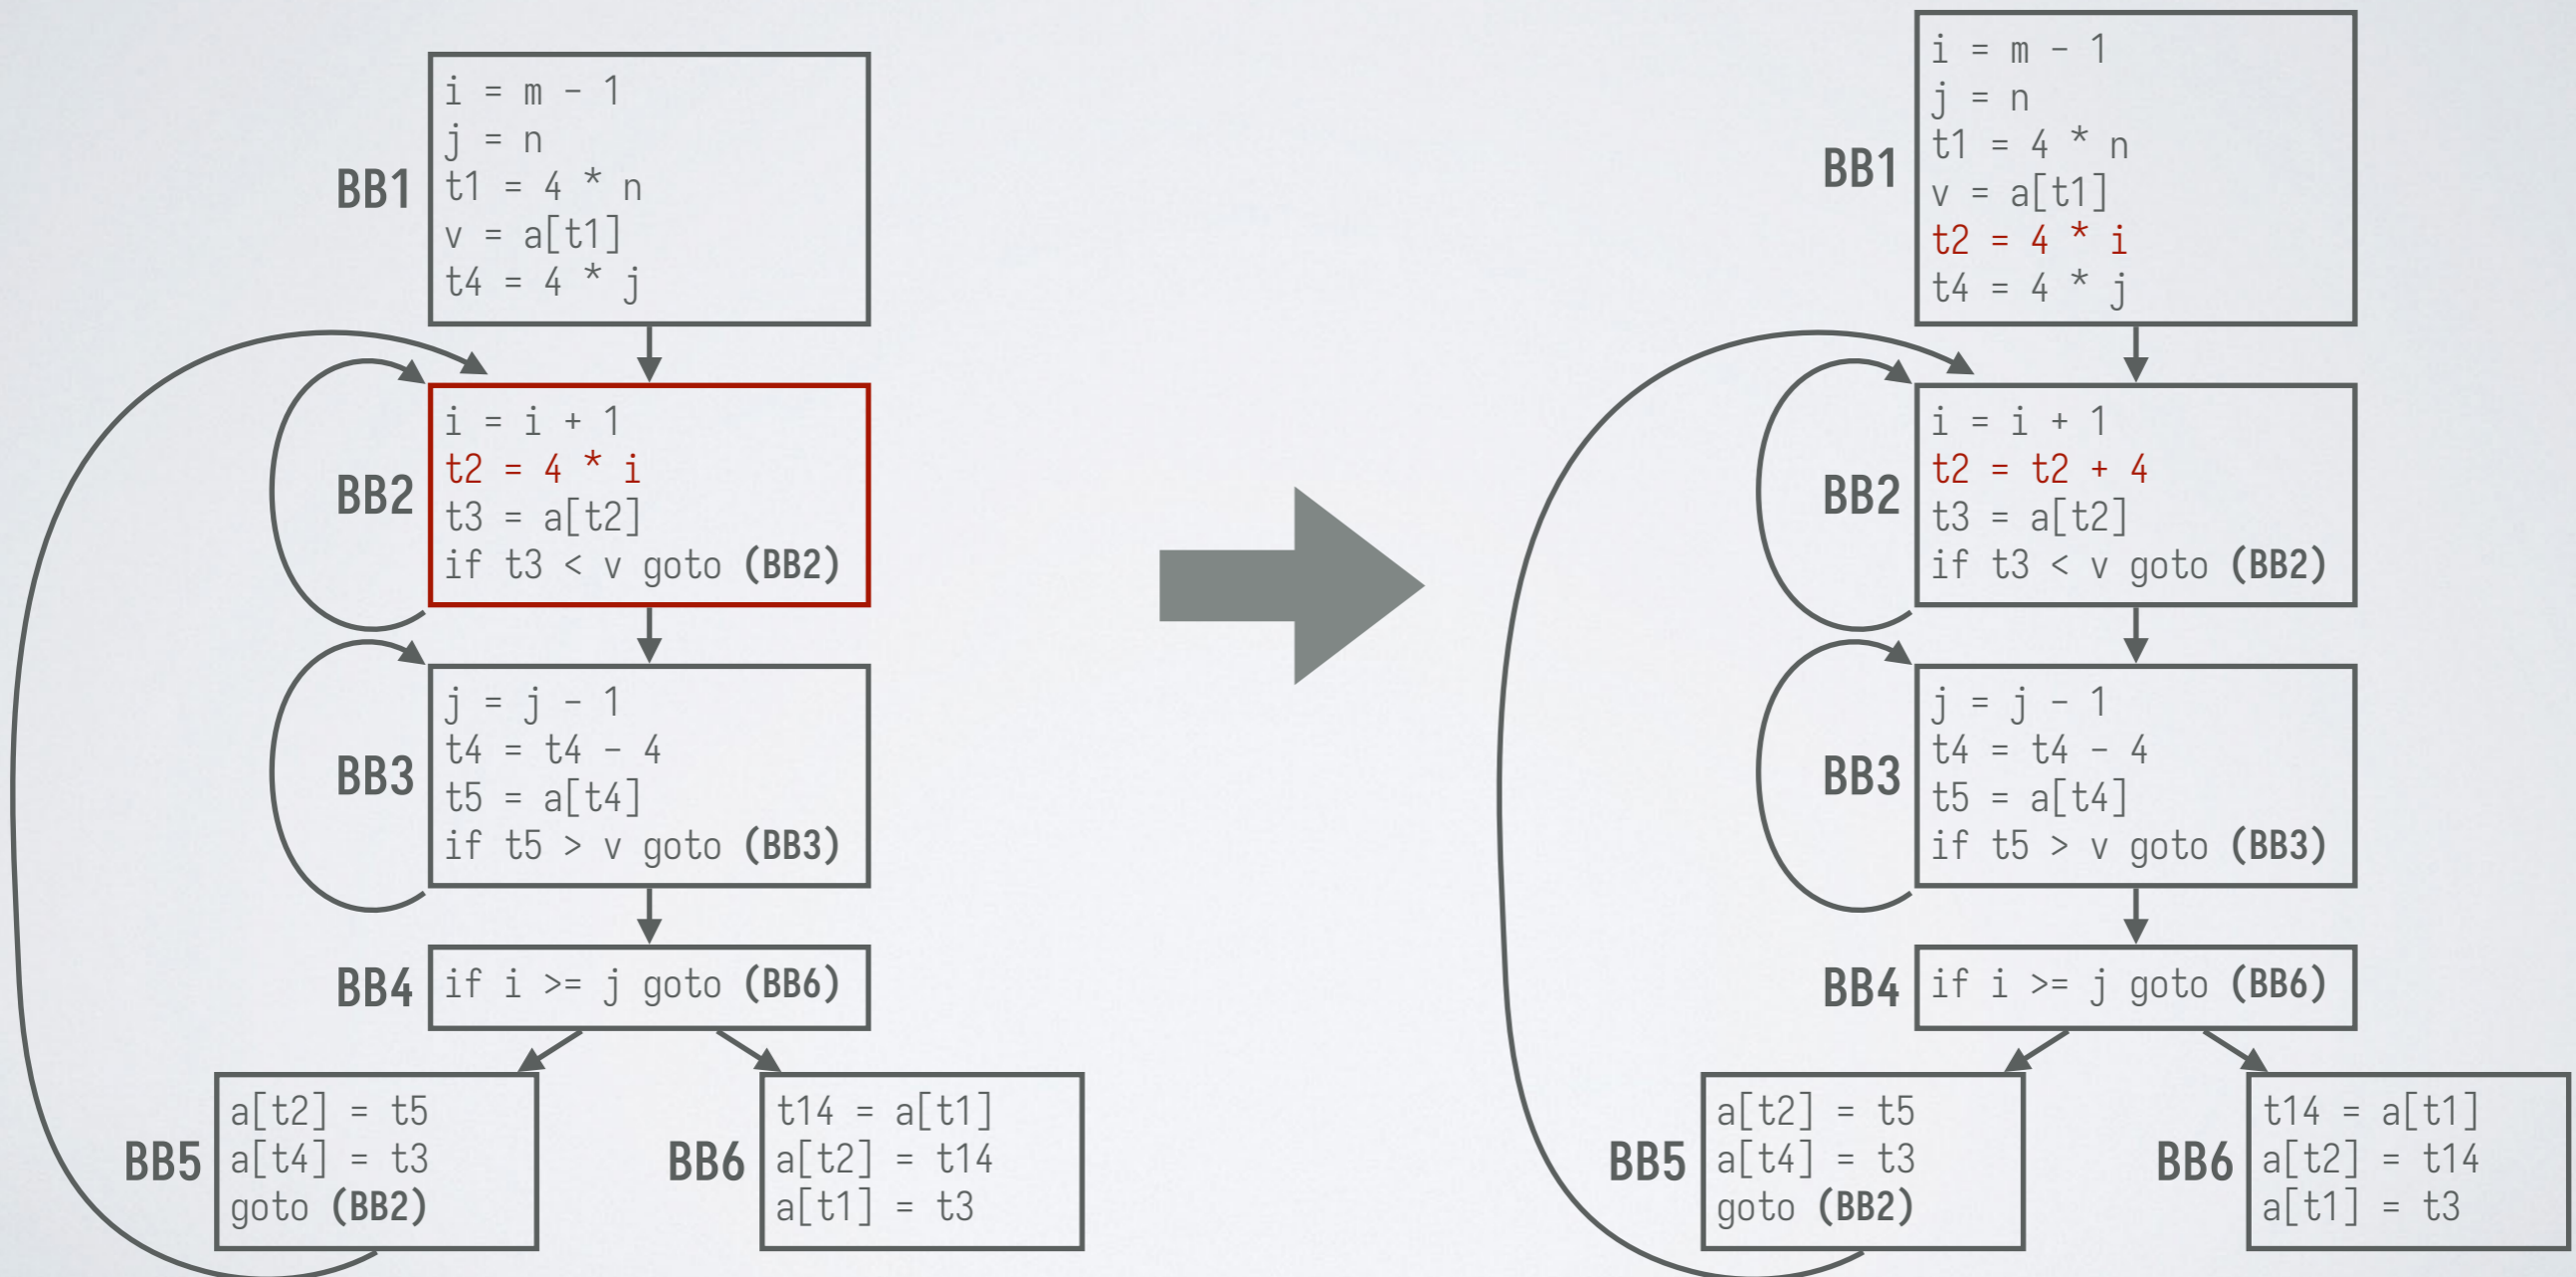 BB1
i = m - 1
j = n
t1 = 4 * n
v = a[t1]
t4 = 4 * j
BB2
i = i + 1
t2 = 4 * i
t3 = a[t2]
if t3 < v goto (BB2)
BB3
j = j - 1
t4 = t4 - 4
t5 = a[t4]
if t5 > v goto (BB3)
BB4
if i >= j goto (BB6)
BB5
a[t2] = t5
a[t4] = t3
goto (BB2)
BB6
t14 = a[t1]
a[t2] = t14
a[t1] = t3
BB1
i = m - 1
j = n
t1 = 4 * n
v = a[t1]
t2 = 4 * i
t4 = 4 * j
BB2
i = i + 1
t2 = t2 + 4
t3 = a[t2]
if t3 < v goto (BB2)
BB3
j = j - 1
t4 = t4 - 4
t5 = a[t4]
if t5 > v goto (BB3)
BB4
if i >= j goto (BB6)
BB5
a[t2] = t5
a[t4] = t3
goto (BB2)
BB6
t14 = a[t1]
a[t2] = t14
a[t1] = t3